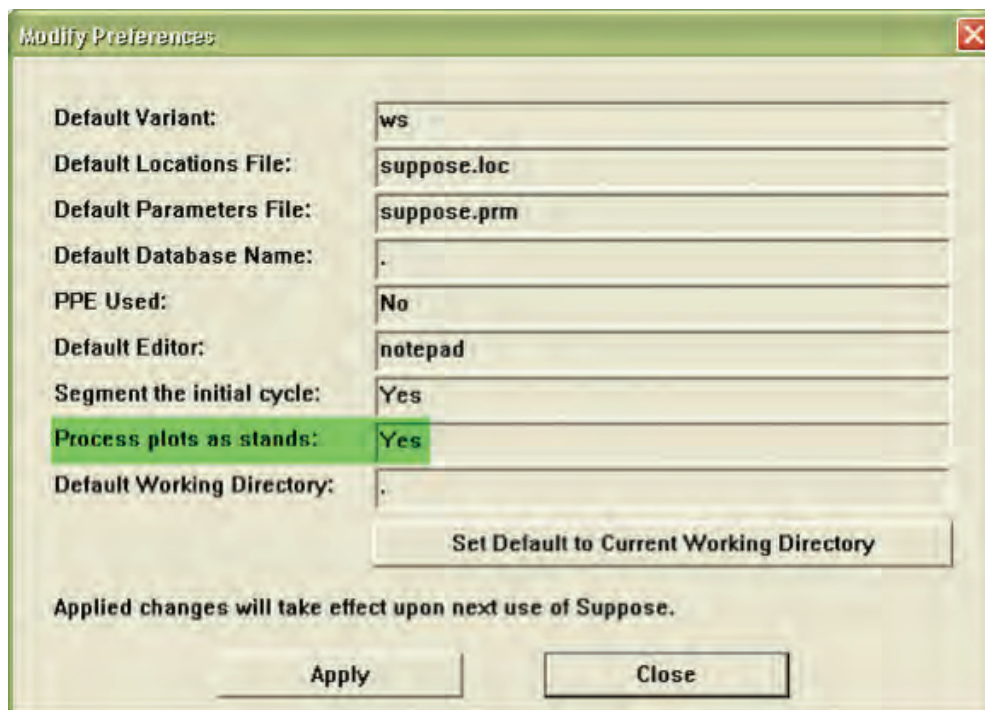 Modify Preferences
Default Variant: ws
Default Locations File: suppose.loc
Default Parameters File: suppose.prm
Default Database Name: .
PPE Used: No
Default Editor: notepad
Segment the initial cycle: Yes
Process plots as stands: Yes
Default Working Directory: .
Set Default to Current Working Directory
Applied changes will take effect upon next use of Suppose.
Apply Close